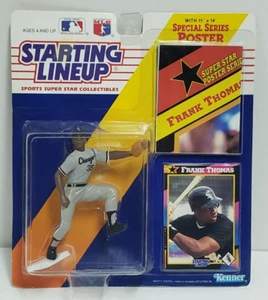 AGES 4 AND UP
WITH 11" x 14"
SPECIAL SERIES
POSTER
STARTING
LINEUP
SPORTS SUPER STAR COLLECTIBLES
SUPER STAR
POSTER SERIES
FRANK THOMAS
Chicago
FRANK THOMAS
Kenner